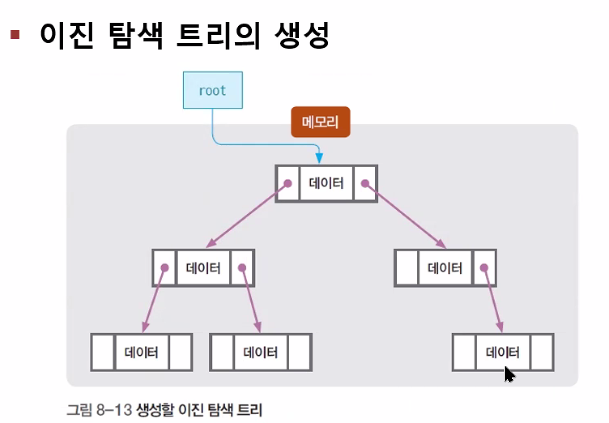 이진 탐색 트리의 생성
root
메모리
데이터
데이터
데이터
데이터
데이터
데이터
그림 8-13 생성할 이진 탐색 트리